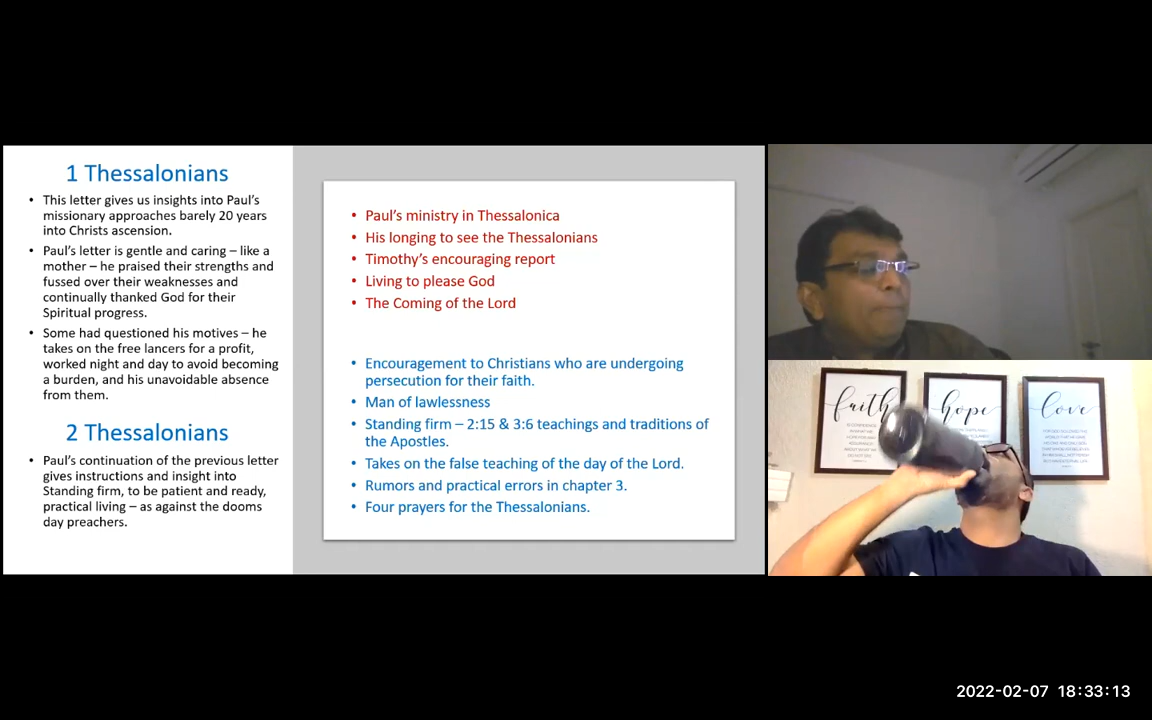 1 Thessalonians
• This letter gives us insights into Paul's
missionary approaches barely 20 years
into Christs ascension.
• Paul's letter is gentle and caring – like a
mother – he praised their strengths and
fussed over their weaknesses and
continually thanked God for their
Spiritual progress.
• Some had questioned his motives – he
takes on the free lancers for a profit,
worked night and day to avoid becoming
a burden, and his unavoidable absence
from them.
2 Thessalonians
• Paul's continuation of the previous letter
gives instructions and insight into
Standing firm, to be patient and ready,
practical living – as against the dooms
day preachers.
• Paul's ministry in Thessalonica
• His longing to see the Thessalonians
• Timothy's encouraging report
• Living to please God
• The Coming of the Lord
• Encouragement to Christians who are undergoing
persecution for their faith.
• Man of lawlessness
• Standing firm – 2:15 & 3:6 teachings and traditions of
the Apostles.
• Takes on the false teaching of the day of the Lord.
• Rumors and practical errors in chapter 3.
• Four prayers for the Thessalonians.
faith
hope
love
2022-02-07 18:33:13